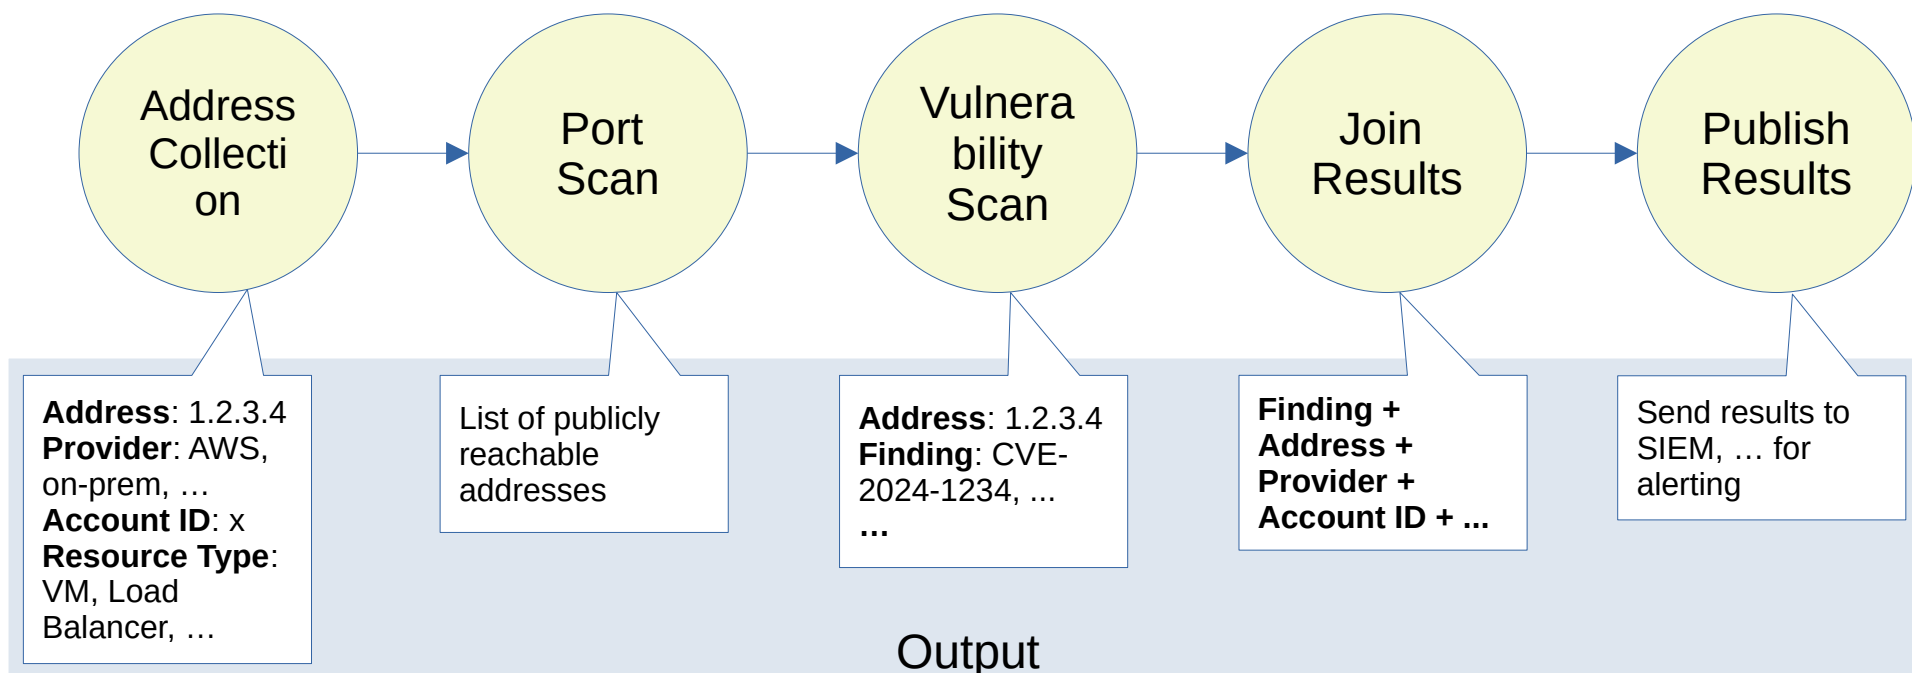 Address
Collecti
on
Port
Scan
Vulnera
bility
Scan
Join
Results
Publish
Results
Address: 1.2.3.4
Provider: AWS,
on-prem, …
Account ID: x
Resource Type:
VM, Load
Balancer, …
List of publicly
reachable
addresses
Address: 1.2.3.4
Finding: CVE-
2024-1234, ...
...
Finding +
Address +
Provider +
Account ID + ...
Send results to
SIEM, … for
alerting
Output